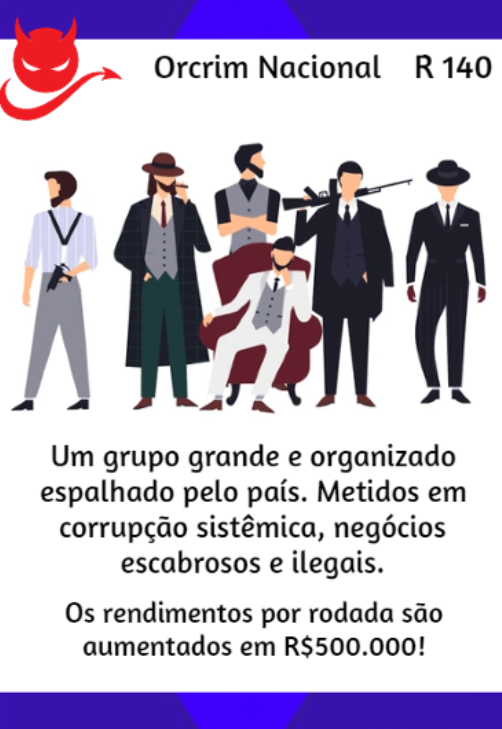 Orcrim Nacional R 140
Um grupo grande e organizado
espalhado pelo país. Metidos em
corrupção sistêmica, negócios
escabrosos e ilegais.
Os rendimentos por rodada são
aumentados em R$500.000!